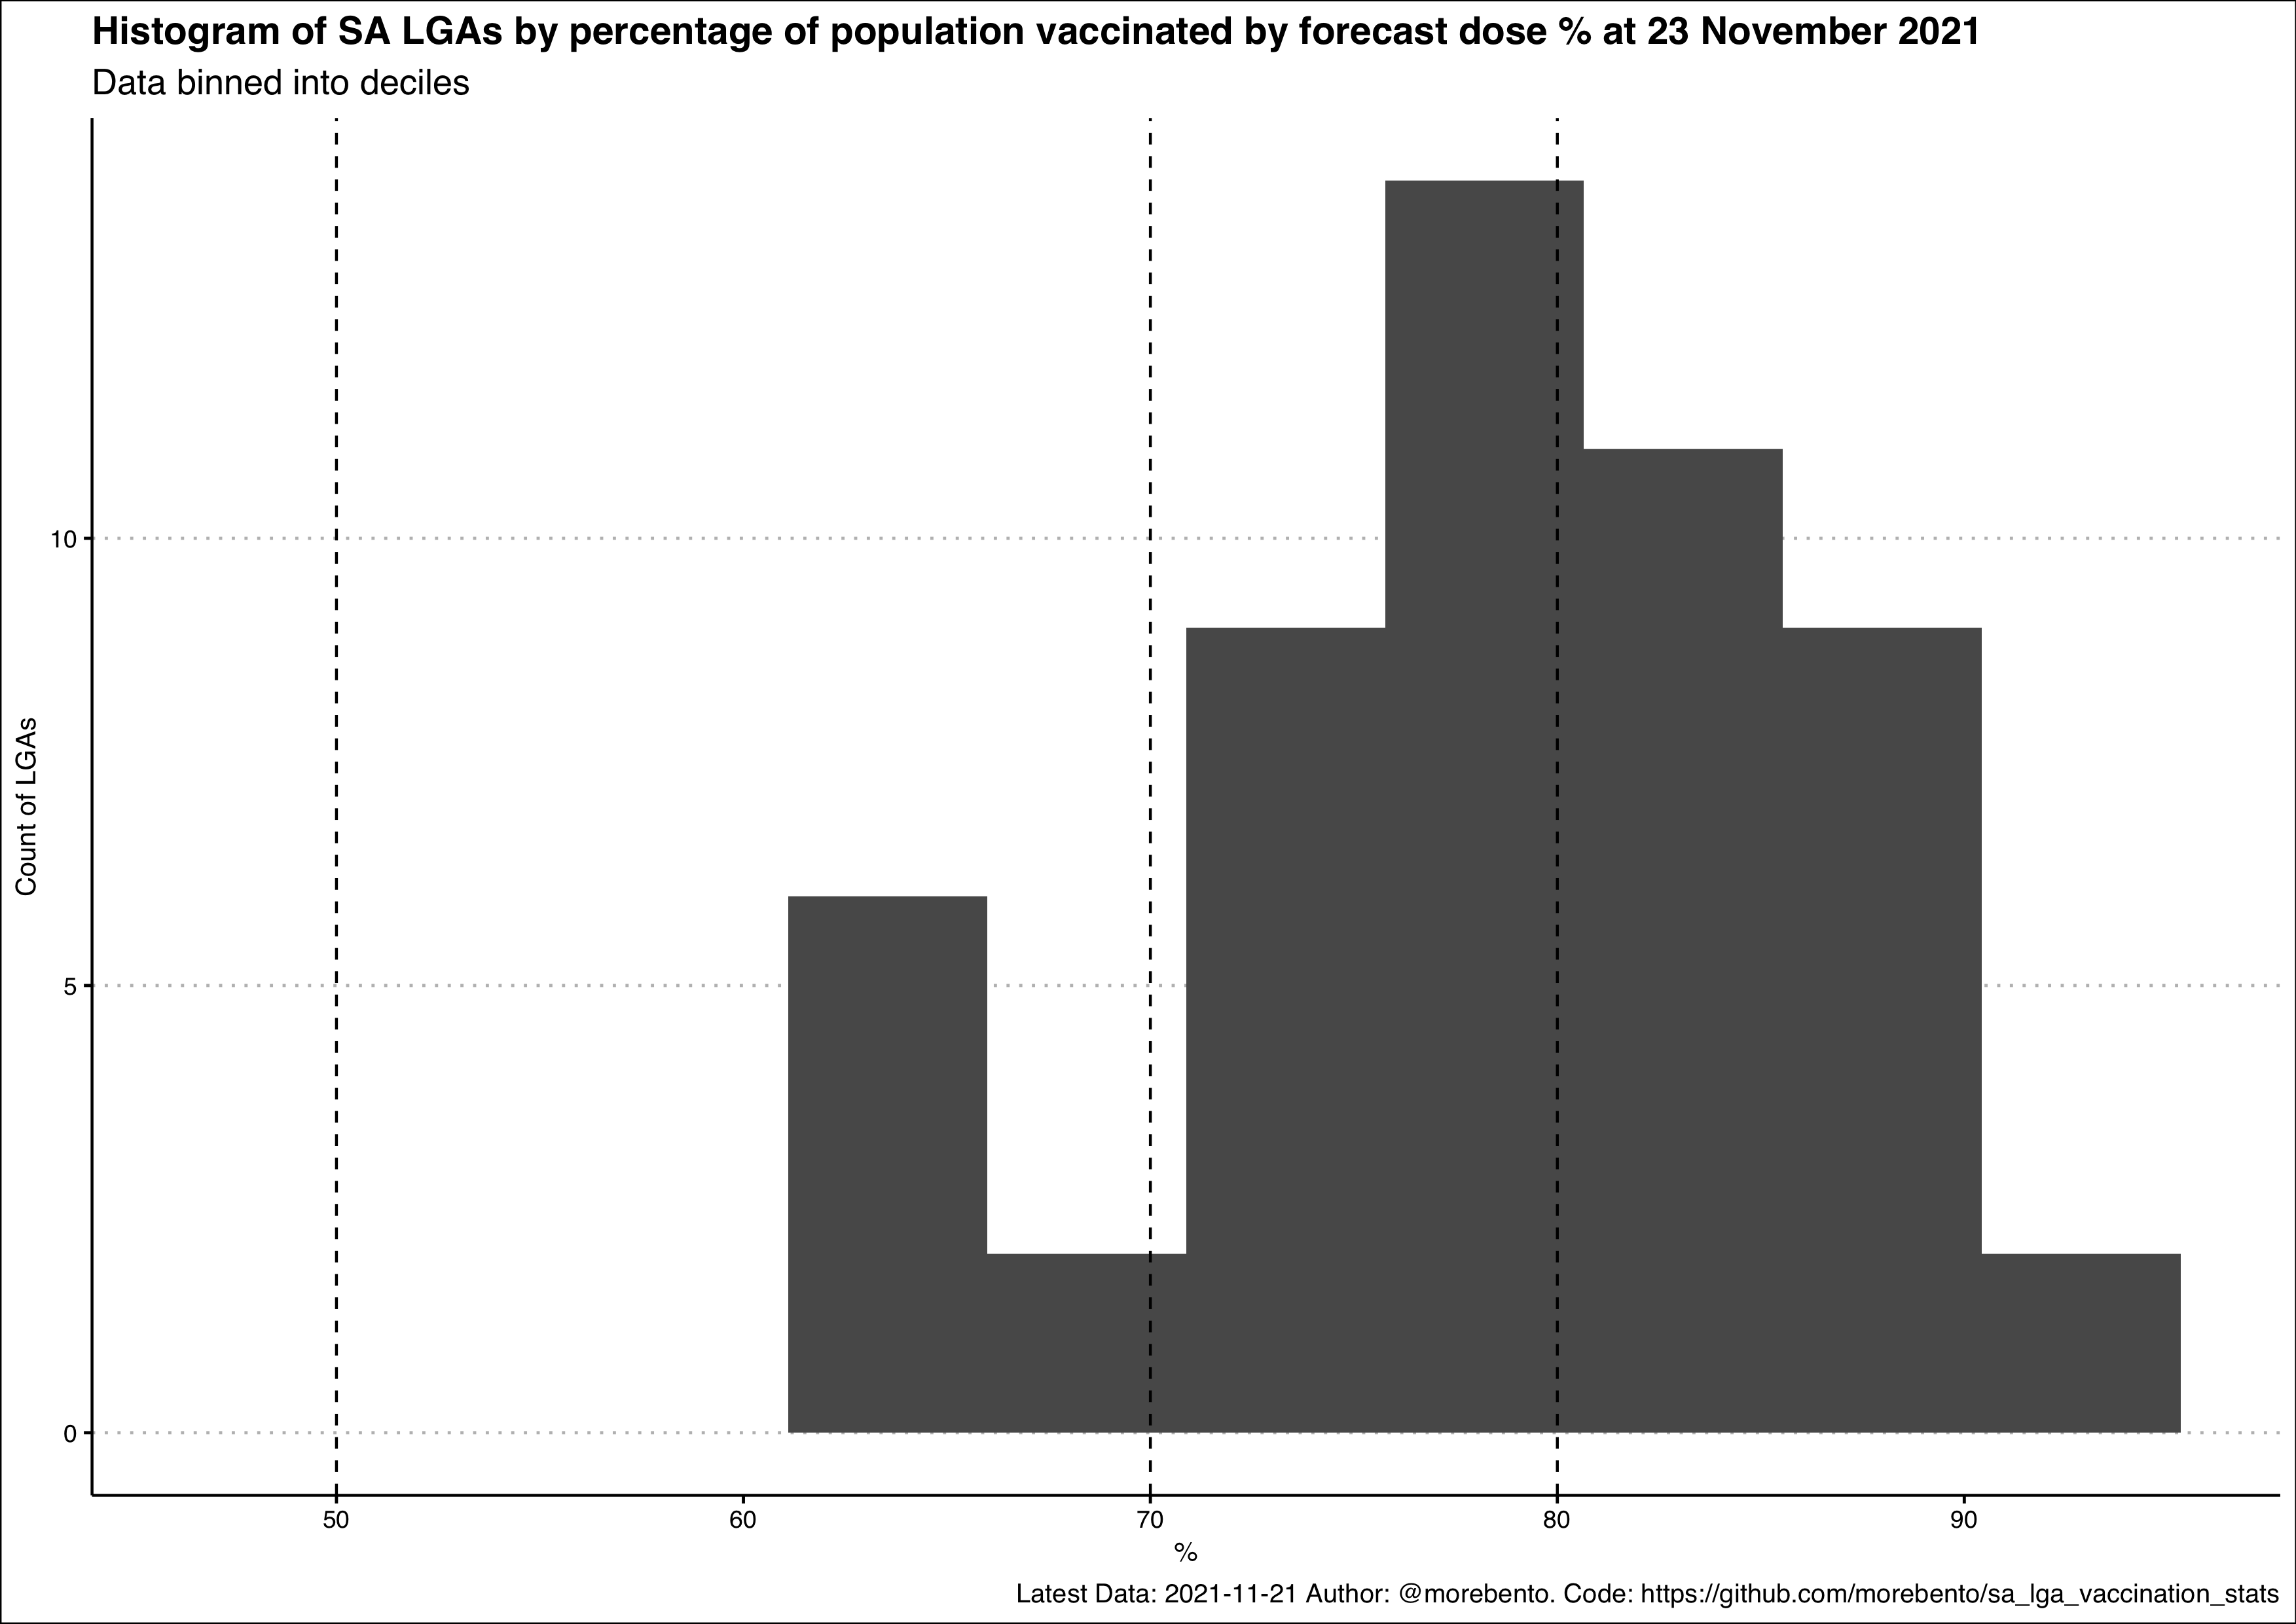 Histogram of SA LGAs by percentage of population vaccinated by forecast dose % at 23 November 2021
Data binned into deciles
Count of LGAs
10
5
0
50 60 70 80 90
%
Latest Data: 2021-11-21 Author: @morebento. Code: https://github.com/morebento/sa_lga_vaccination_stats